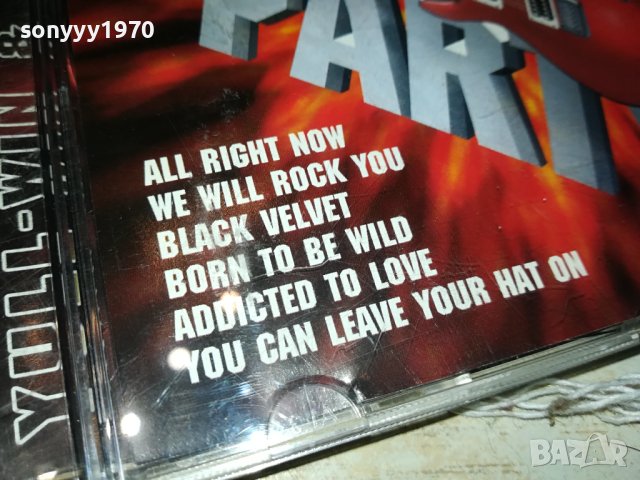 sonyyy1970
PARTY
ALL RIGHT NOW
WE WILL ROCK YOU
BLACK VELVET
BORN TO BE WILD
ADDICTED TO LOVE
YOU CAN LEAVE YOUR HAT ON
BAZAR